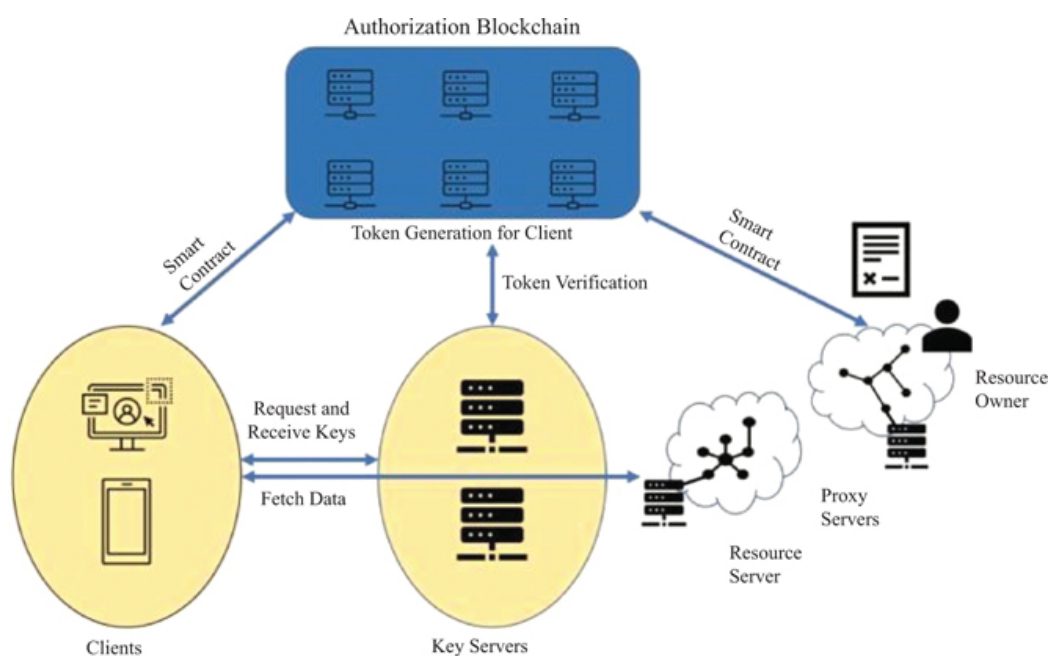 Authorization Blockchain
Token Generation for Client
Smart
Contract
Token Verification
Smart
Contract
Resource
Owner
Request and
Receive Keys
Fetch Data
Proxy
Servers
Resource
Server
Clients
Key Servers